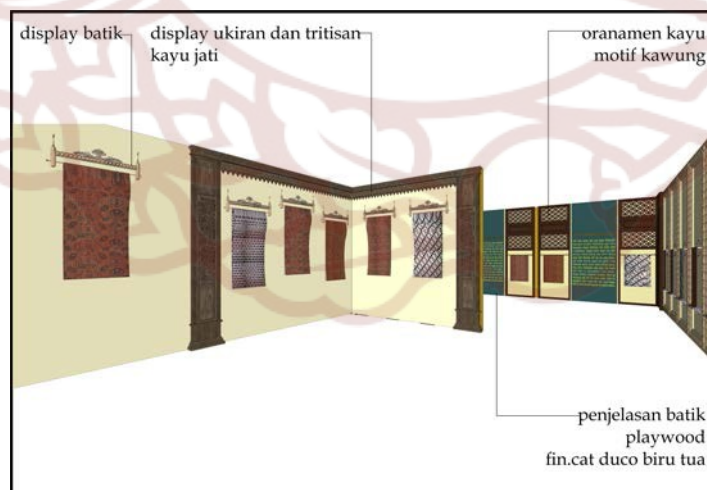 display batik
display ukiran dan tritisan
kayu jati
oranamen kayu
motif kawung
penjelasan batik
playwood
fin.cat duco biru tua